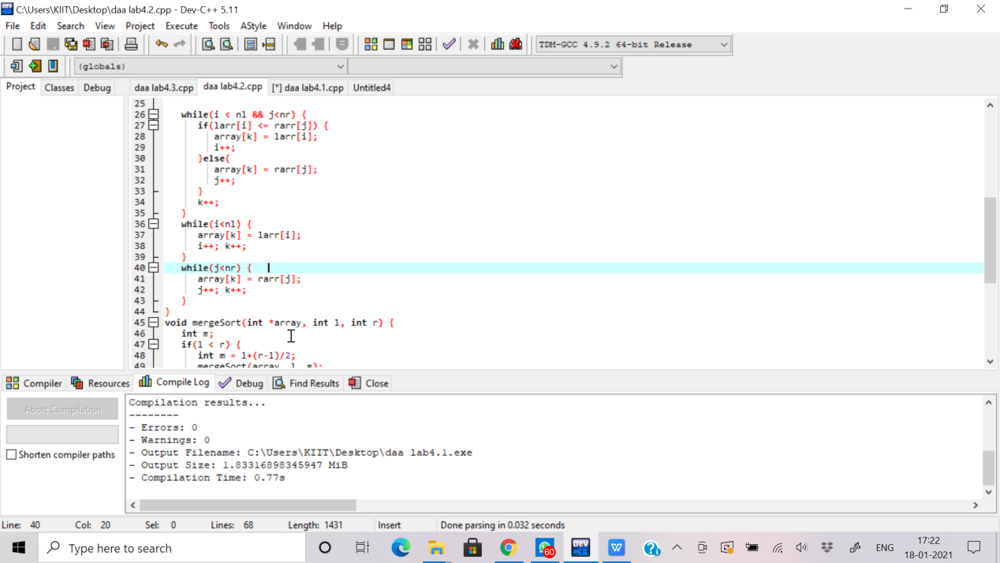 C:\Users\KIIT\Desktop\daa lab4.2.cpp - Dev-C++ 5.11
File Edit Search View Project Execute Tools AStyle Window Help
TDM-GCC 4.9.2 64-bit Release
(globals)
Project Classes Debug daa lab4.3.cpp daa lab4.2.cpp [*] daa lab4.1.cpp Untitled4
25
26 while(i < nl && j<nr) {
27 if(larr[i] <= rarr[j]) {
28 array[k] = larr[i];
29 i++;
30 }else{
31 array[k] = rarr[j];
32 j++;
33 }
34 k++;
35 }
36 while(i<nl) {
37 array[k] = larr[i];
38 i++; k++;
39 }
40 while(j<nr) {
41 array[k] = rarr[j];
42 j++; k++;
43 }
44 }
45 void mergeSort(int *array, int l, int r) {
46 int m;
47 if(l < r) {
48 int m = l+(r-l)/2;
49 mergeSort(array, l, m);
Compiler Resources Compile Log Debug Find Results Close
Abort Compilation
Shorten compiler paths
Compilation results...
--------
- Errors: 0
- Warnings: 0
- Output Filename: C:\Users\KIIT\Desktop\daa lab4.1.exe
- Output Size: 1.83316898345947 MiB
- Compilation Time: 0.77s
Line: 40 Col: 20 Sel: 0 Lines: 68 Length: 1431 Insert Done parsing in 0.032 seconds
Type here to search
60
DEV
W
ENG
17:22
18-01-2021